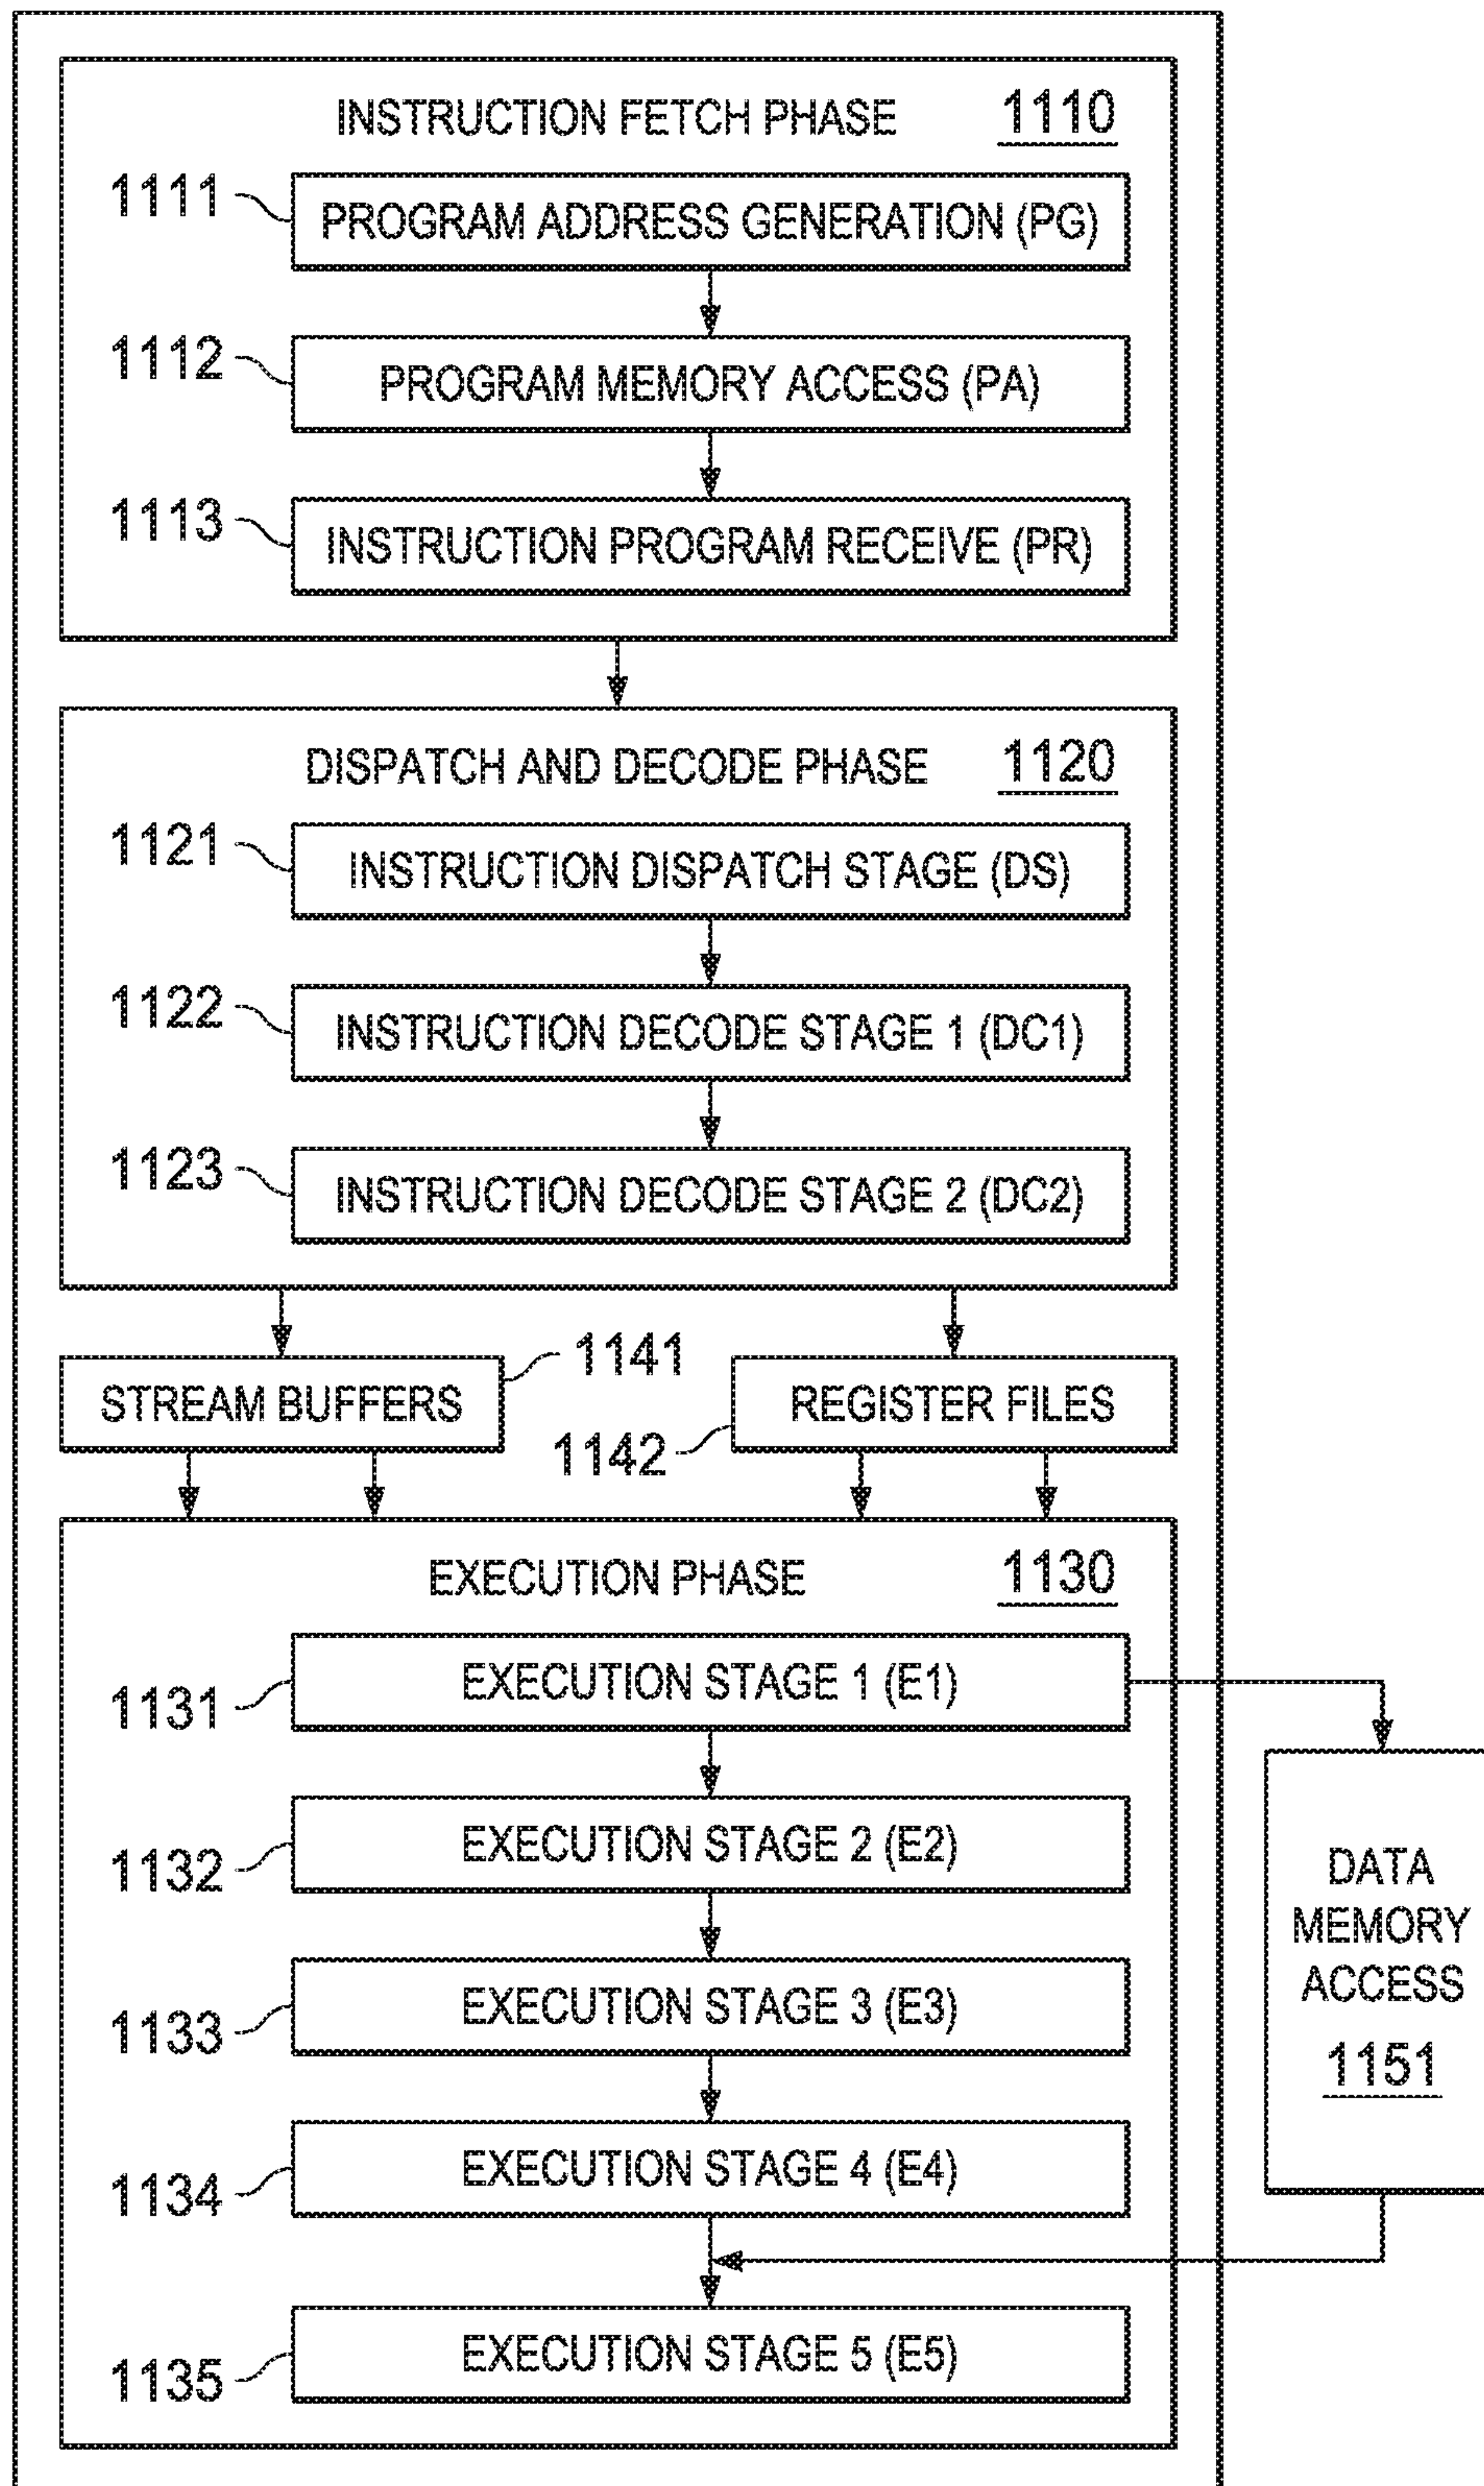 INSTRUCTION FETCH PHASE 1110
1111 PROGRAM ADDRESS GENERATION (PG)
1112 PROGRAM MEMORY ACCESS (PA)
1113 INSTRUCTION PROGRAM RECEIVE (PR)
DISPATCH AND DECODE PHASE 1120
1121 INSTRUCTION DISPATCH STAGE (DS)
1122 INSTRUCTION DECODE STAGE 1 (DC1)
1123 INSTRUCTION DECODE STAGE 2 (DC2)
STREAM BUFFERS 1141
1142 REGISTER FILES
EXECUTION PHASE 1130
1131 EXECUTION STAGE 1 (E1)
1132 EXECUTION STAGE 2 (E2)
1133 EXECUTION STAGE 3 (E3)
1134 EXECUTION STAGE 4 (E4)
1135 EXECUTION STAGE 5 (E5)
DATA
MEMORY
ACCESS
1151